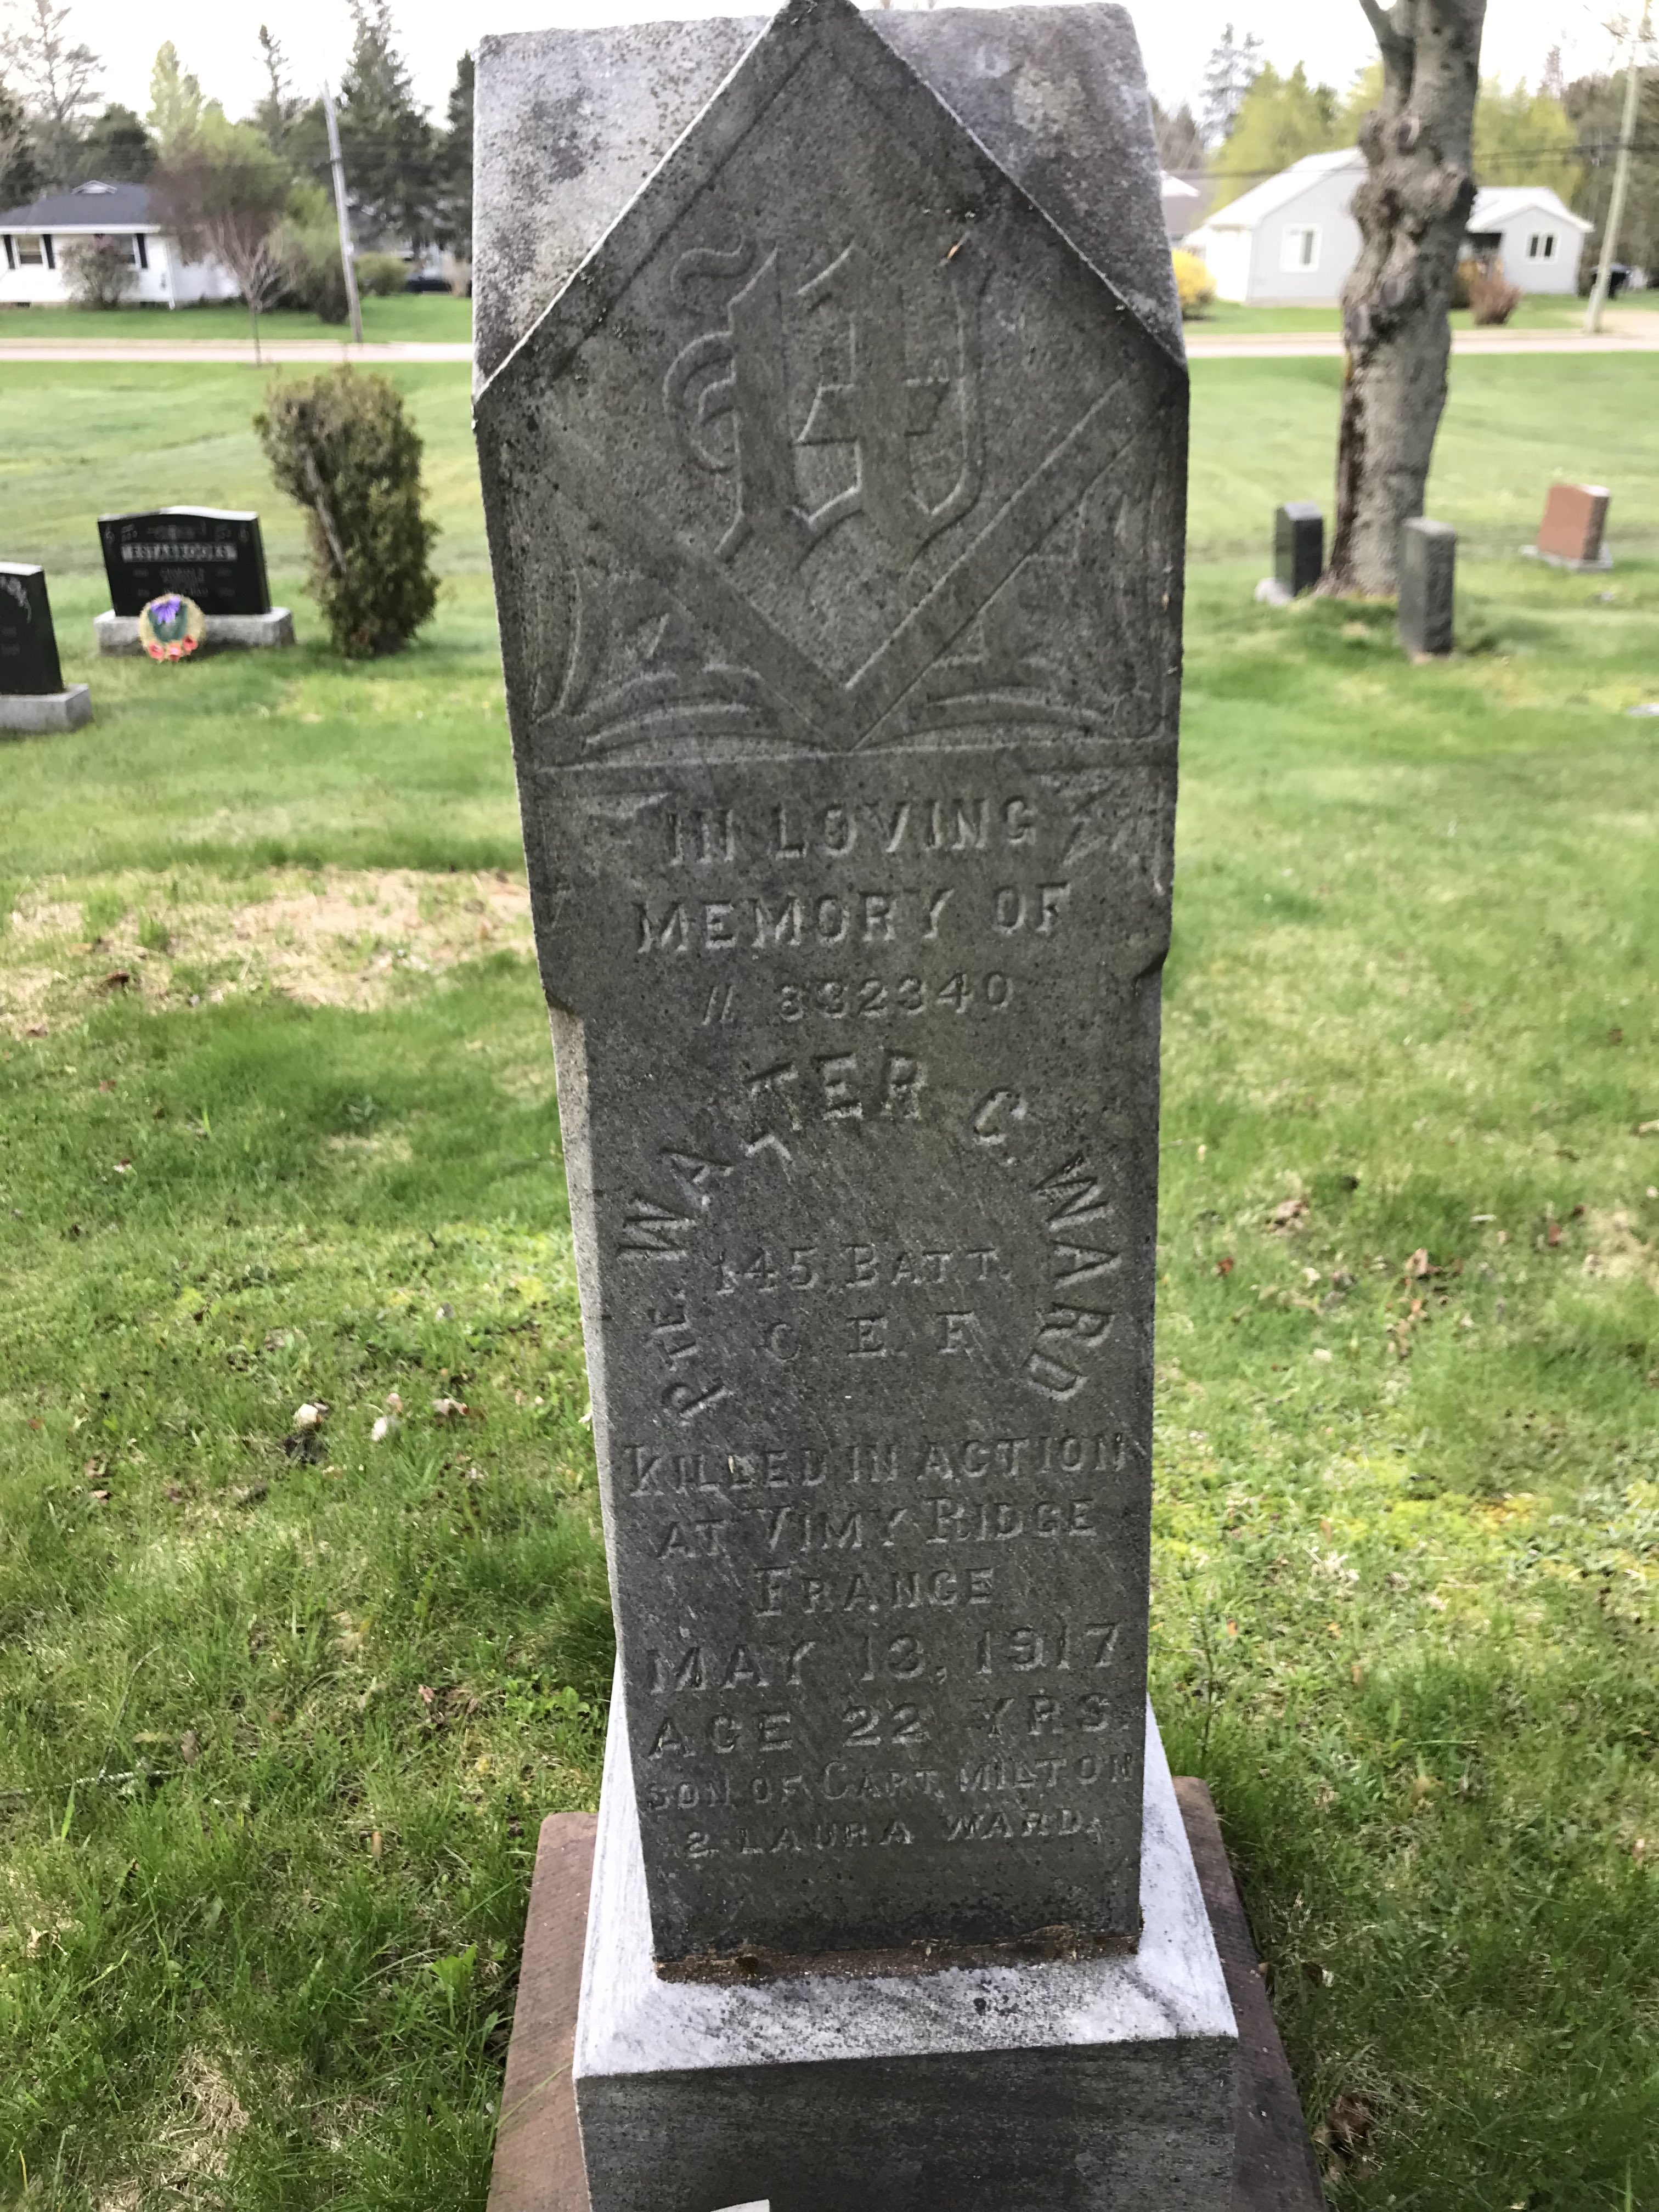 W
IN LOVING
MEMORY OF
// 832340
Pte. WALTER C. WARD
145, BATT.
C. E. F.
KILLED IN ACTION
AT VIMY RIDGE
FRANCE
MAY 13, 1917
AGE 22 YRS.
SON OF CAPT. MILTON
& LAURA WARD.
ESTABROOKS